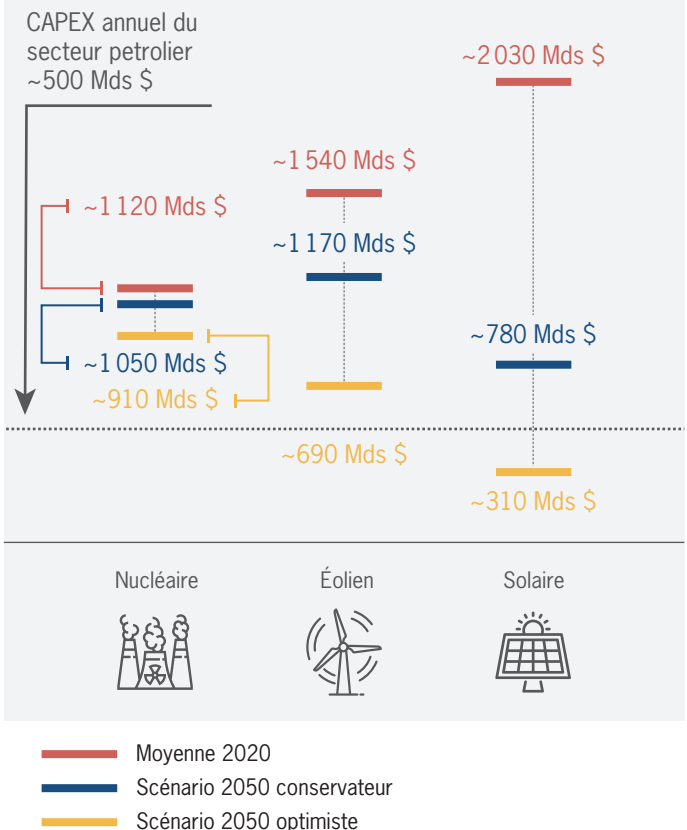 CAPEX annuel du
secteur petrolier
~500 Mds $
~2 030 Mds $
~1 540 Mds $
~1 120 Mds $
~1 170 Mds $
~780 Mds $
~1 050 Mds $
~910 Mds $
~690 Mds $
~310 Mds $
Nucléaire
Éolien
Solaire
Moyenne 2020
Scénario 2050 conservateur
Scénario 2050 optimiste